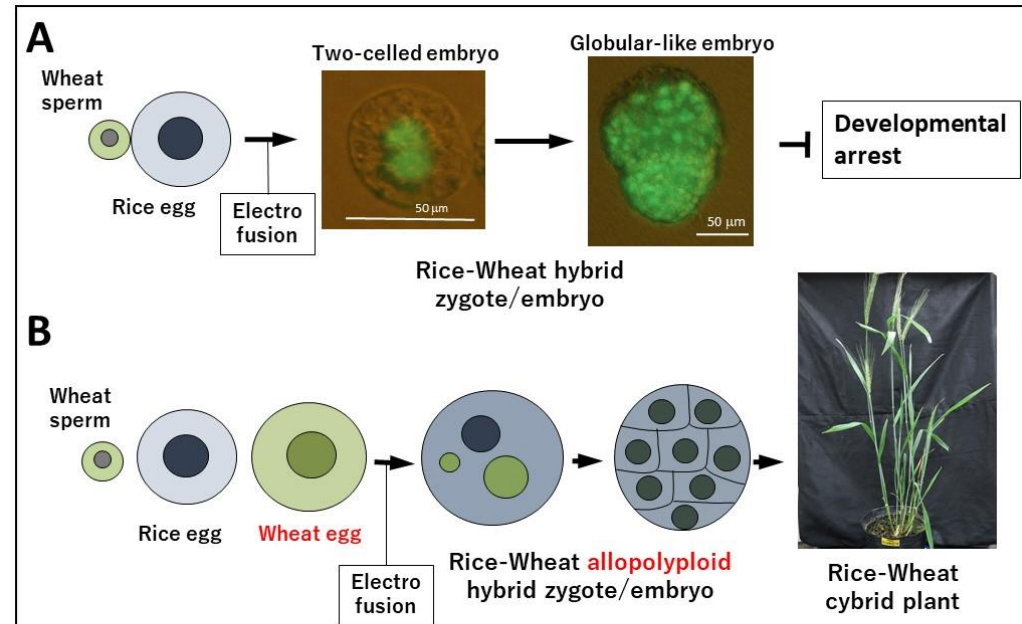 A
Two-celled embryo
Globular-like embryo
Wheat
sperm
Rice egg
Electro
fusion
50 μm
50 μm
Developmental
arrest
Rice-Wheat hybrid
zygote/embryo
B
Wheat
sperm
Rice egg
Wheat egg
Electro
fusion
Rice-Wheat allopolyploid
hybrid zygote/embryo
Rice-Wheat
cybrid plant